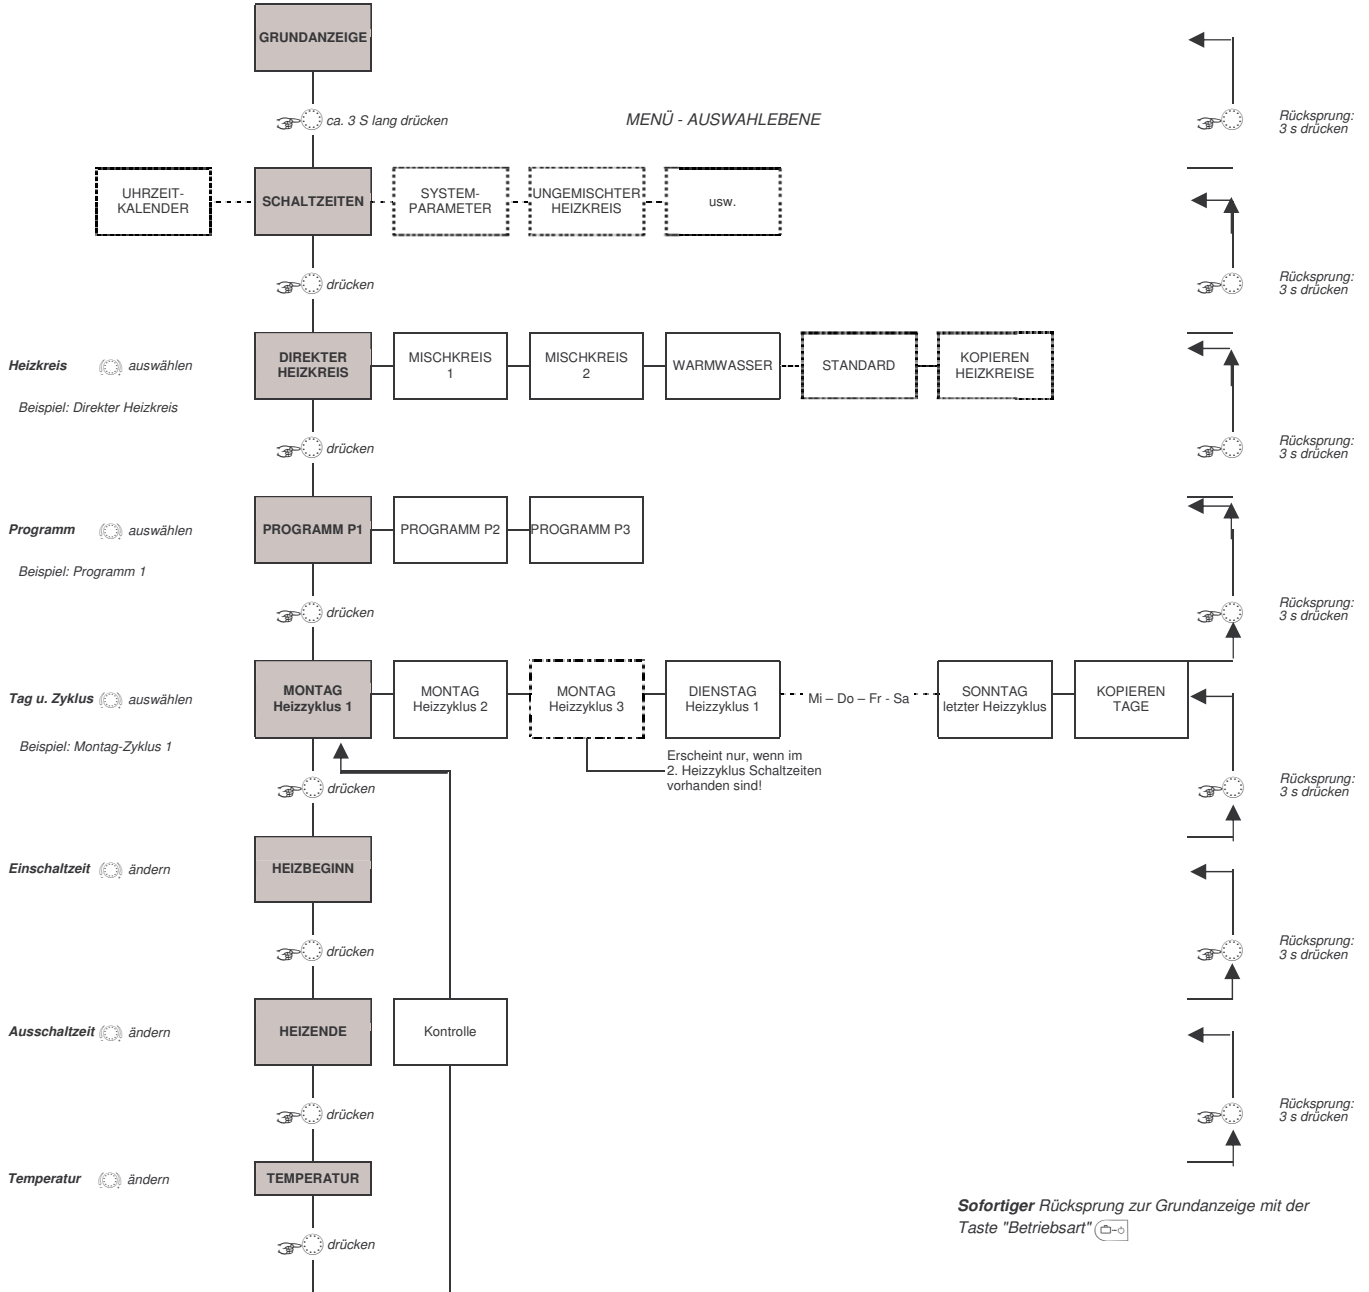 GRUNDANZEIGE
ca. 3 S lang drücken
MENÜ - AUSWAHLEBENE
Rücksprung:
3 s drücken
UHRZEIT-
KALENDER
SCHALTZEITEN
SYSTEM-
PARAMETER
UNGEMISCHTER
HEIZKREIS
usw.
drücken
Rücksprung:
3 s drücken
Heizkreis auswählen
Beispiel: Direkter Heizkreis
DIREKTER
HEIZKREIS
MISCHKREIS
1
MISCHKREIS
2
WARMWASSER
STANDARD
KOPIEREN
HEIZKREISE
drücken
Rücksprung:
3 s drücken
Programm auswählen
Beispiel: Programm 1
PROGRAMM P1
PROGRAMM P2
PROGRAMM P3
drücken
Rücksprung:
3 s drücken
Tag u. Zyklus auswählen
Beispiel: Montag-Zyklus 1
MONTAG
Heizzyklus 1
MONTAG
Heizzyklus 2
MONTAG
Heizzyklus 3
DIENSTAG
Heizzyklus 1
Mi – Do – Fr - Sa
SONNTAG
letzter Heizzyklus
KOPIEREN
TAGE
Erscheint nur, wenn im
2. Heizzyklus Schaltzeiten
vorhanden sind!
drücken
Rücksprung:
3 s drücken
Einschaltzeit ändern
HEIZBEGINN
drücken
Rücksprung:
3 s drücken
Ausschaltzeit ändern
HEIZENDE
Kontrolle
drücken
Rücksprung:
3 s drücken
Temperatur ändern
TEMPERATUR
Sofortiger Rücksprung zur Grundanzeige mit der
Taste "Betriebsart"
drücken